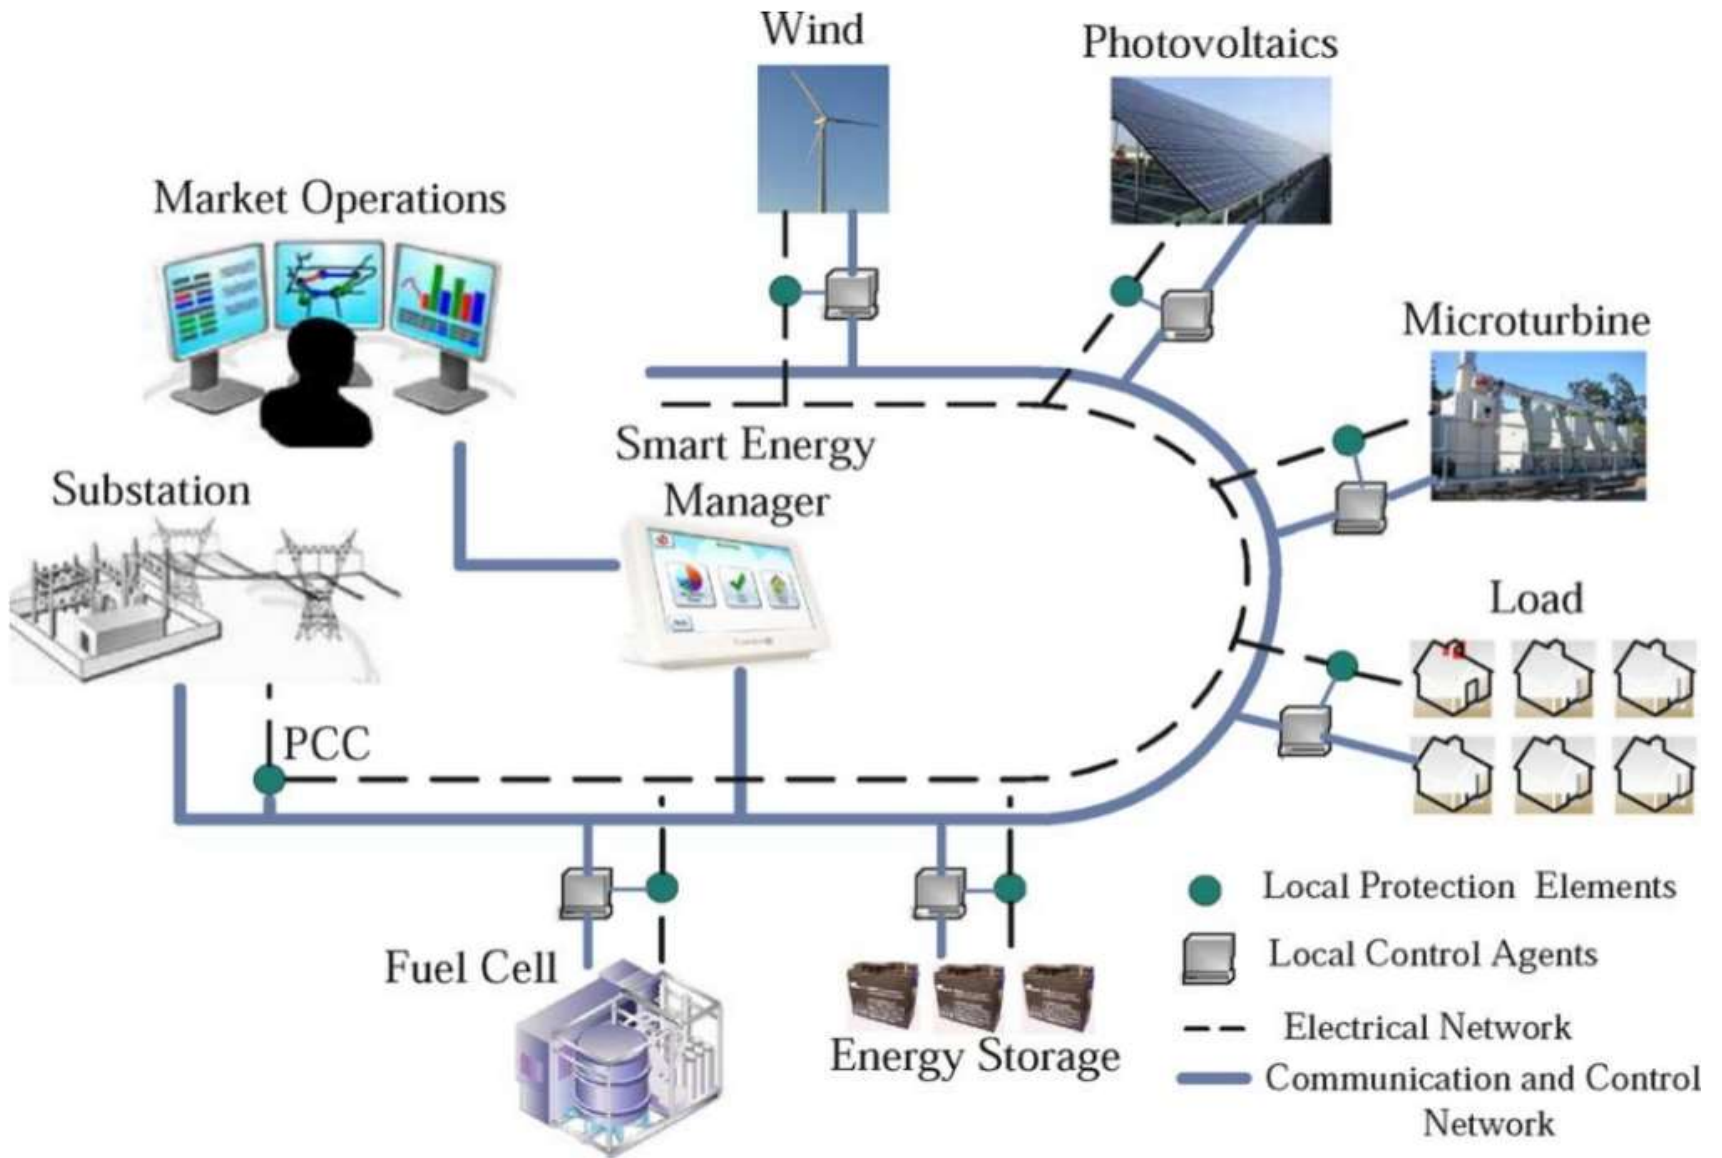 Wind
Photovoltaics
Market Operations
Microturbine
Smart Energy
Manager
Substation
Load
PCC
Fuel Cell
Energy Storage
Local Protection Elements
Local Control Agents
Electrical Network
Communication and Control
Network